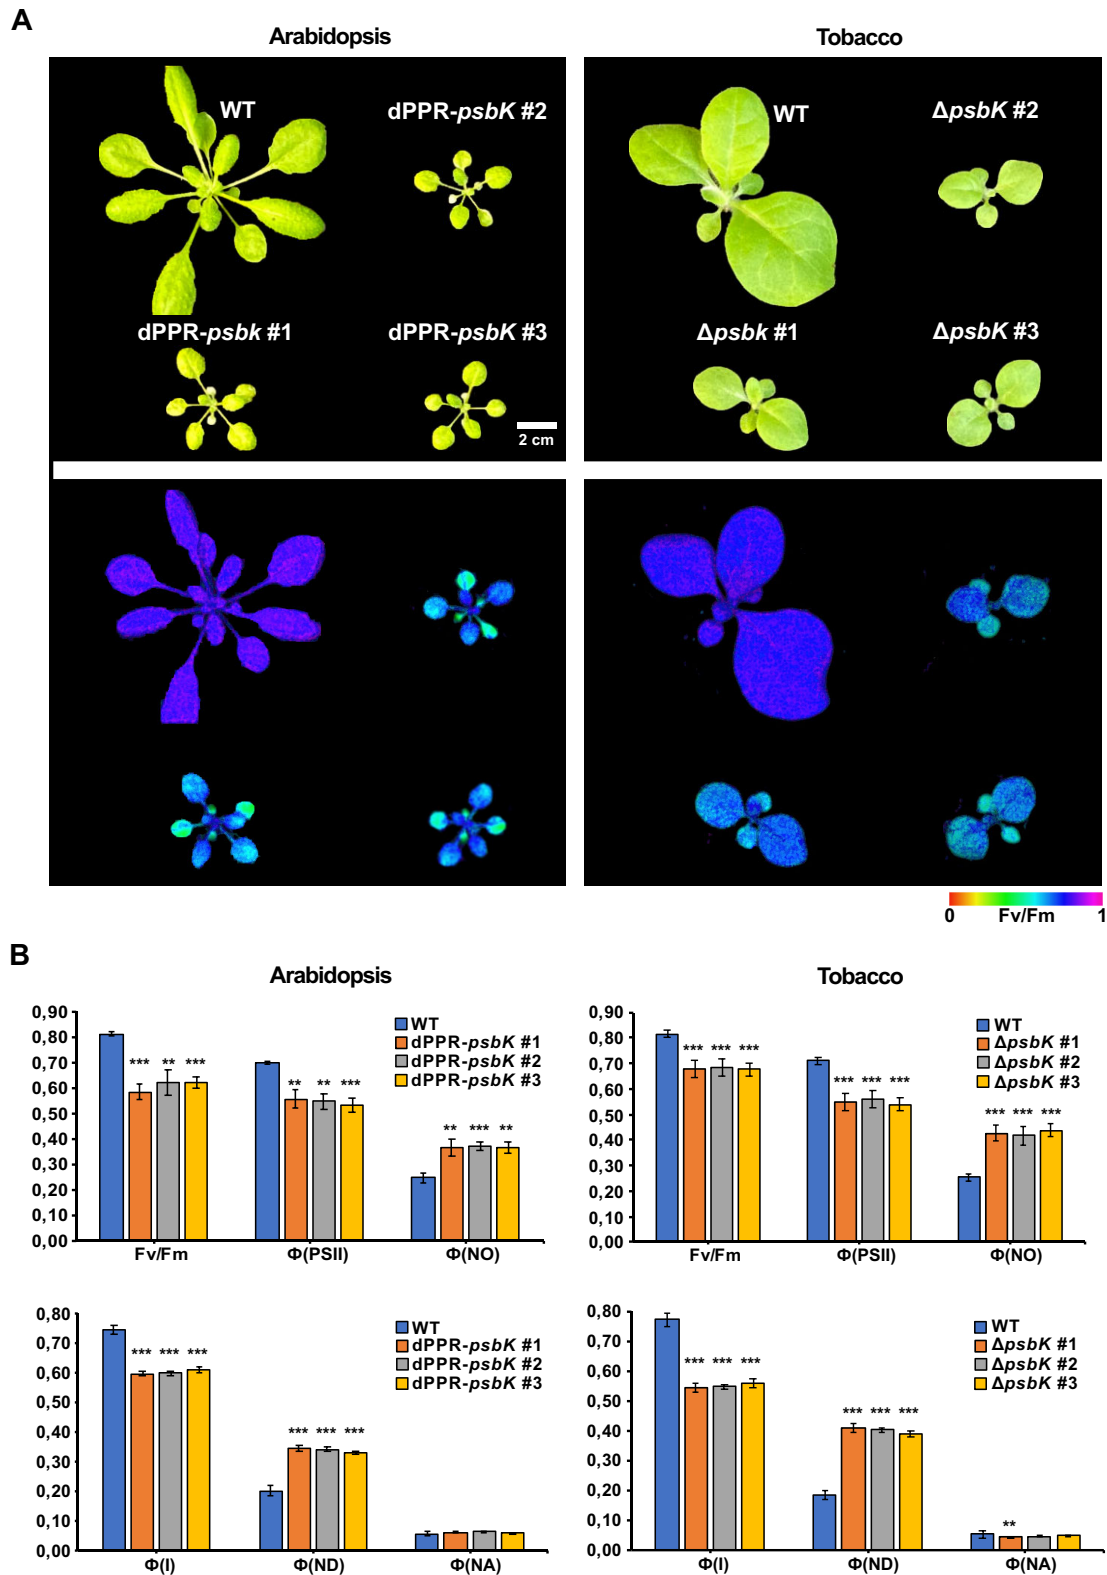 A
Arabidopsis
Tobacco
WT
dPPR-psbK #2
WT
ΔpsbK #2
dPPR-psbk #1
dPPR-psbK #3
Δpsbk #1
ΔpsbK #3
2 cm
0 Fv/Fm 1
B
Arabidopsis
0,90
0,80
0,70
0,60
0,50
0,40
0,30
0,20
0,10
0,00
*** ** ***
** ** ***
** *** **
WT
dPPR-psbK #1
dPPR-psbK #2
dPPR-psbK #3
Fv/Fm Φ(PSII) Φ(NO)
Tobacco
0,90
0,80
0,70
0,60
0,50
0,40
0,30
0,20
0,10
0,00
*** *** ***
*** *** ***
*** *** ***
WT
ΔpsbK #1
ΔpsbK #2
ΔpsbK #3
Fv/Fm Φ(PSII) Φ(NO)
0,80
0,70
0,60
0,50
0,40
0,30
0,20
0,10
0,00
*** *** ***
*** *** ***
WT
dPPR-psbK #1
dPPR-psbK #2
dPPR-psbK #3
Φ(I) Φ(ND) Φ(NA)
0,80
0,70
0,60
0,50
0,40
0,30
0,20
0,10
0,00
*** *** ***
*** *** ***
**
WT
ΔpsbK #1
ΔpsbK #2
ΔpsbK #3
Φ(I) Φ(ND) Φ(NA)